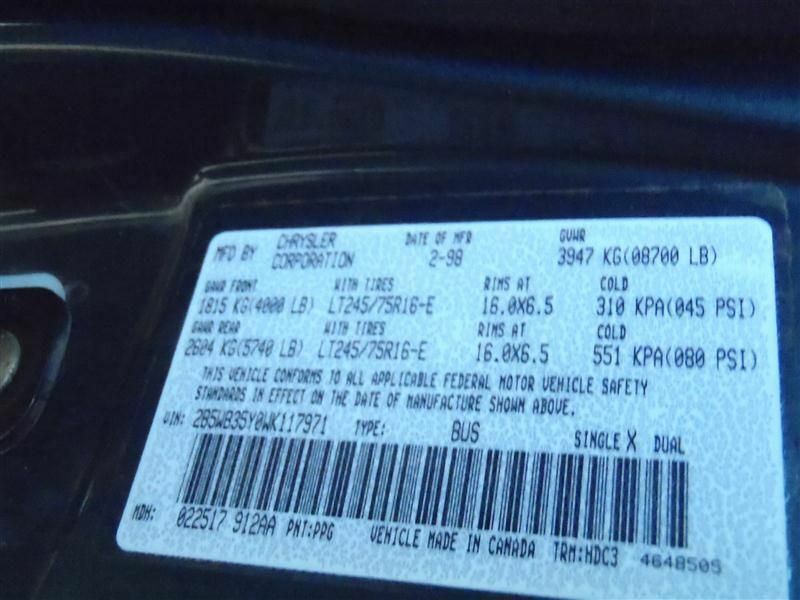 MFD BY CHRYSLER CORPORATION DATE OF MFR 2-98 GVWR 3947 KG(08700 LB)
GAWR FRONT WITH TIRES RIMS AT COLD
1815 KG(4000 LB) LT245/75R16-E 16.0X6.5 310 KPA(045 PSI)
GAWR REAR WITH TIRES RIMS AT COLD
2604 KG(5740 LB) LT245/75R16-E 16.0X6.5 551 KPA(080 PSI)
THIS VEHICLE CONFORMS TO ALL APPLICABLE FEDERAL MOTOR VEHICLE SAFETY
STANDARDS IN EFFECT ON THE DATE OF MANUFACTURE SHOWN ABOVE.
VIN: 2B5WB35Y0WK117971 TYPE: BUS SINGLE X DUAL
MDH: 022517 912AA PNT:PPG VEHICLE MADE IN CANADA TRM:HDC3 4648505